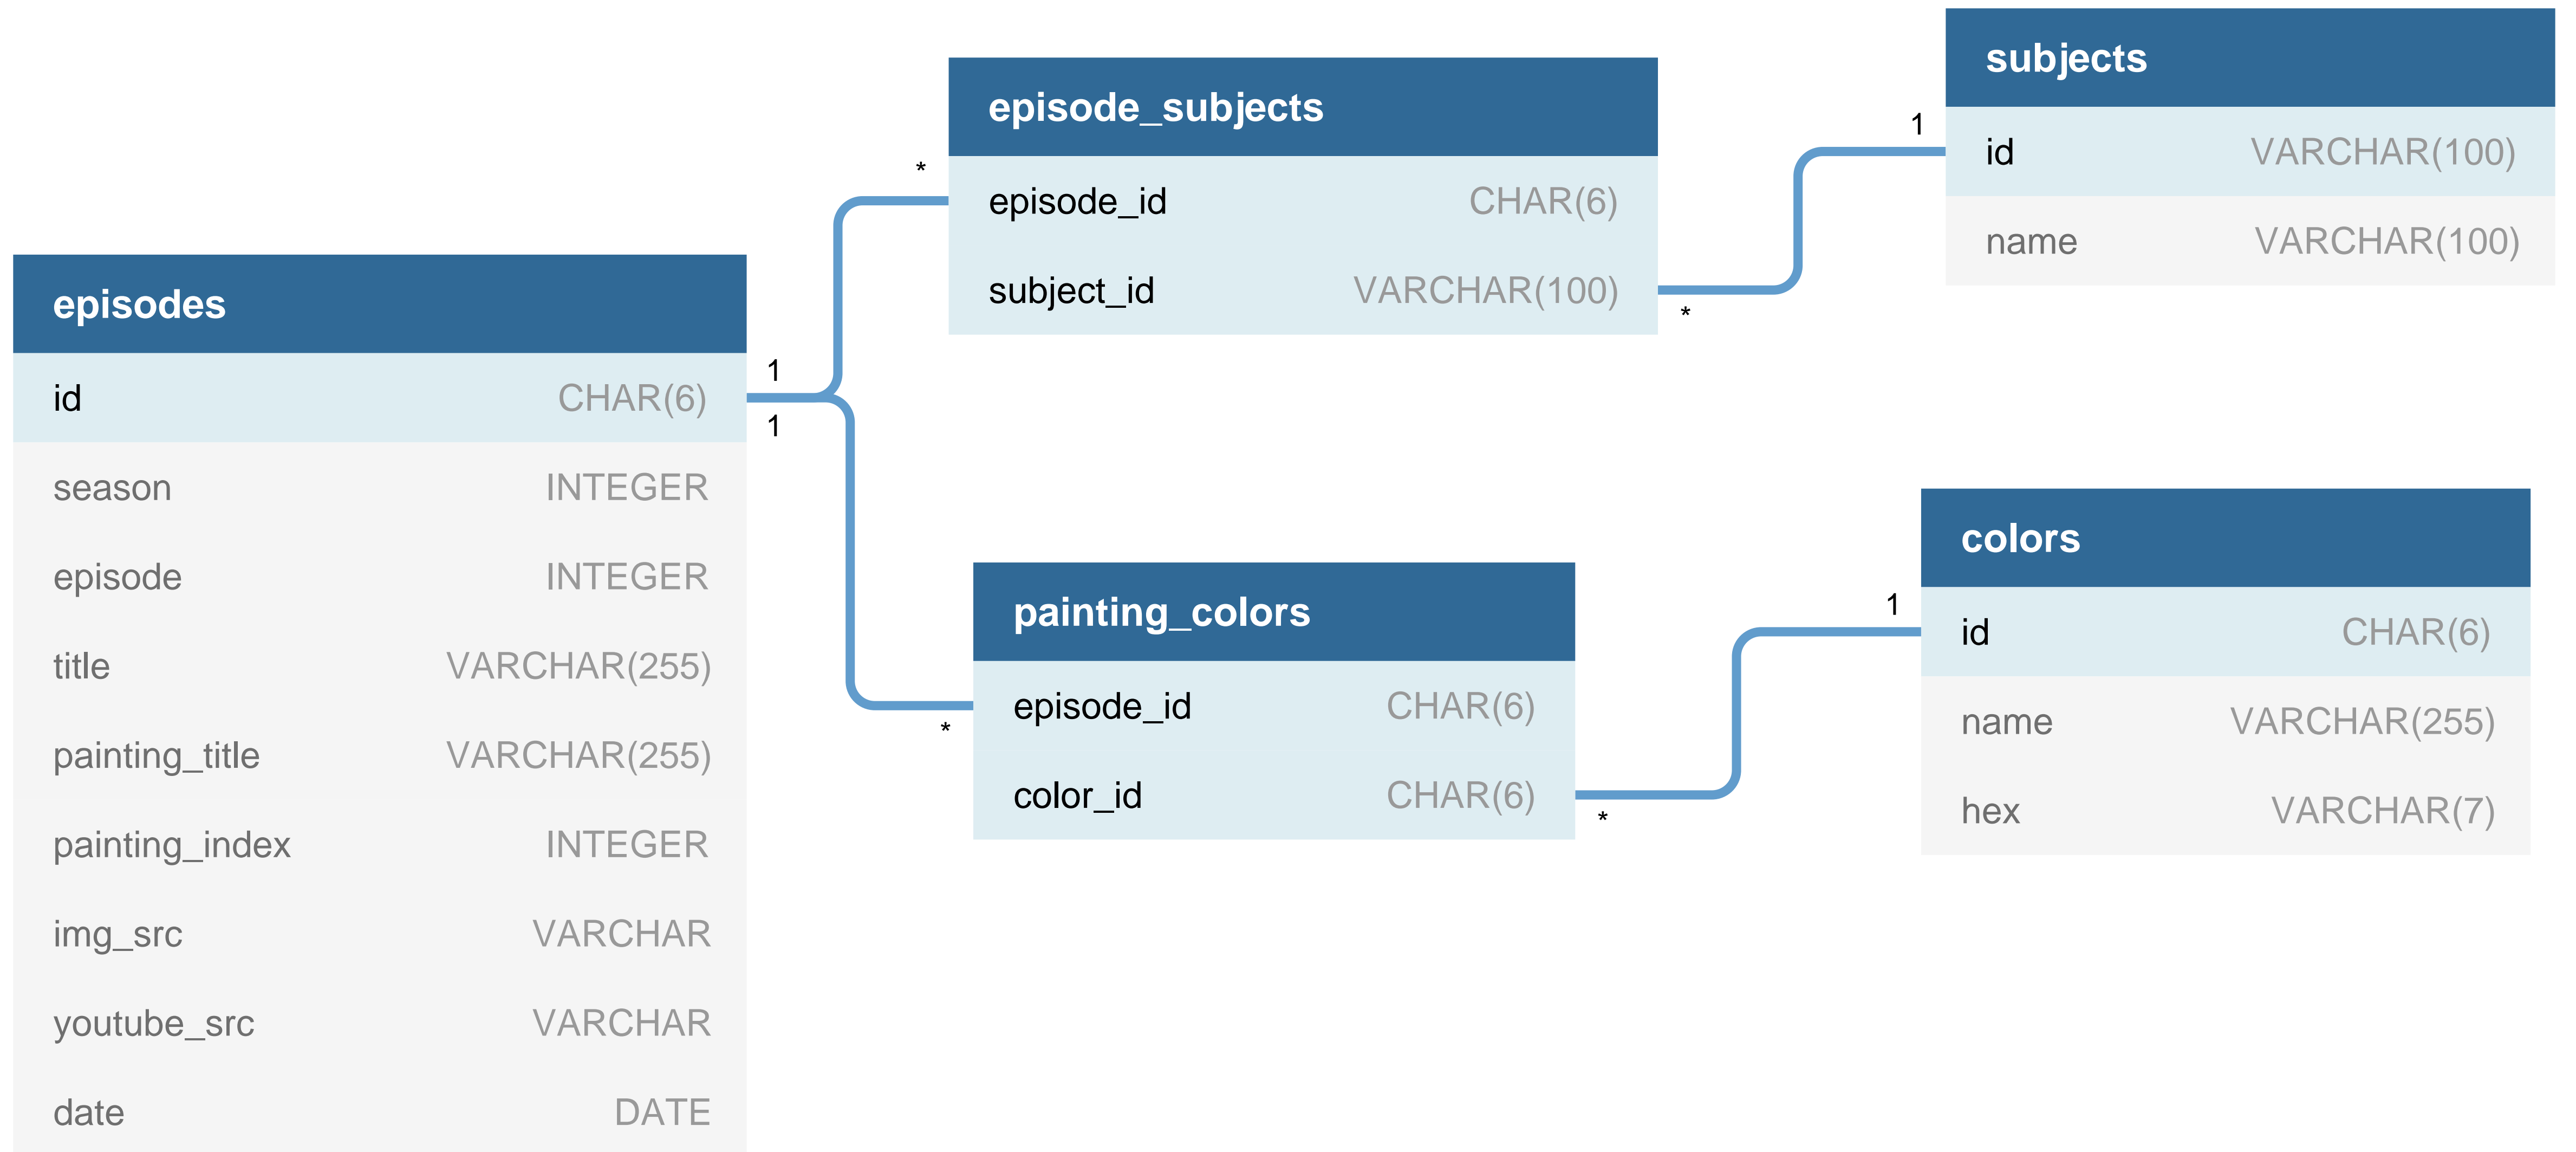 episodes
id CHAR(6)
season INTEGER
episode INTEGER
title VARCHAR(255)
painting_title VARCHAR(255)
painting_index INTEGER
img_src VARCHAR
youtube_src VARCHAR
date DATE
1
1
*
episode_subjects
episode_id CHAR(6)
subject_id VARCHAR(100)
*
1
subjects
id VARCHAR(100)
name VARCHAR(100)
*
painting_colors
episode_id CHAR(6)
color_id CHAR(6)
*
1
colors
id CHAR(6)
name VARCHAR(255)
hex VARCHAR(7)